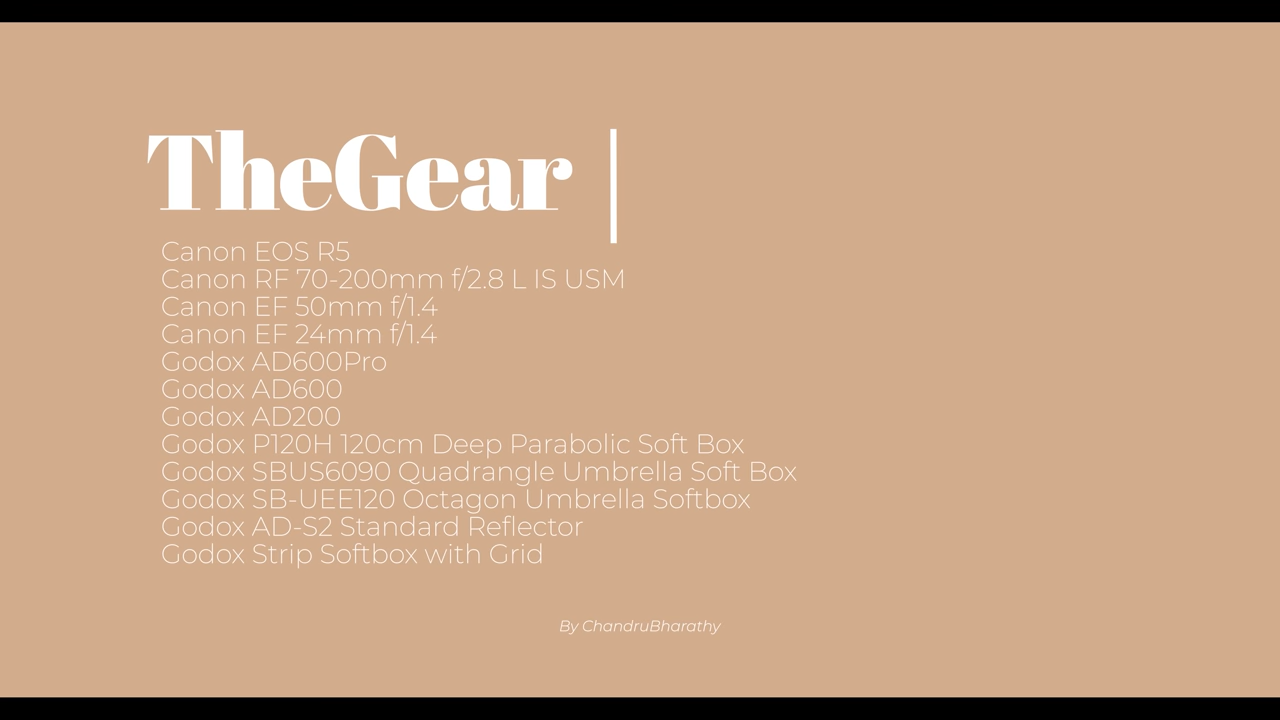 TheGear |
Canon EOS R5
Canon RF 70-200mm f/2.8 L IS USM
Canon EF 50mm f/1.4
Canon EF 24mm f/1.4
Godox AD600Pro
Godox AD600
Godox AD200
Godox P120H 120cm Deep Parabolic Soft Box
Godox SBUS6090 Quadrangle Umbrella Soft Box
Godox SB-UEE120 Octagon Umbrella Softbox
Godox AD-S2 Standard Reflector
Godox Strip Softbox with Grid
By ChandruBharathy